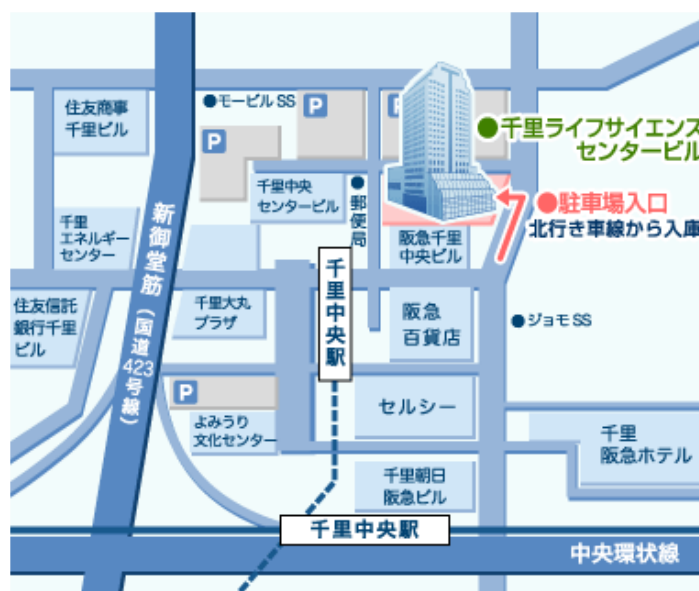 住友商事
千里ビル
●モービルSS
P
P
P
●千里ライフサイエンス
センタービル
千里中央
センタービル
●郵便局
●駐車場入口
北行き車線から入庫
千里
エネルギー
センター
新御堂筋(国道423号線)
阪急千里
中央ビル
千里中央駅
住友信託
銀行千里
ビル
千里大丸
プラザ
阪急
百貨店
●ジョモSS
P
セルシー
よみうり
文化センター
千里
阪急ホテル
千里朝日
阪急ビル
千里中央駅
中央環状線